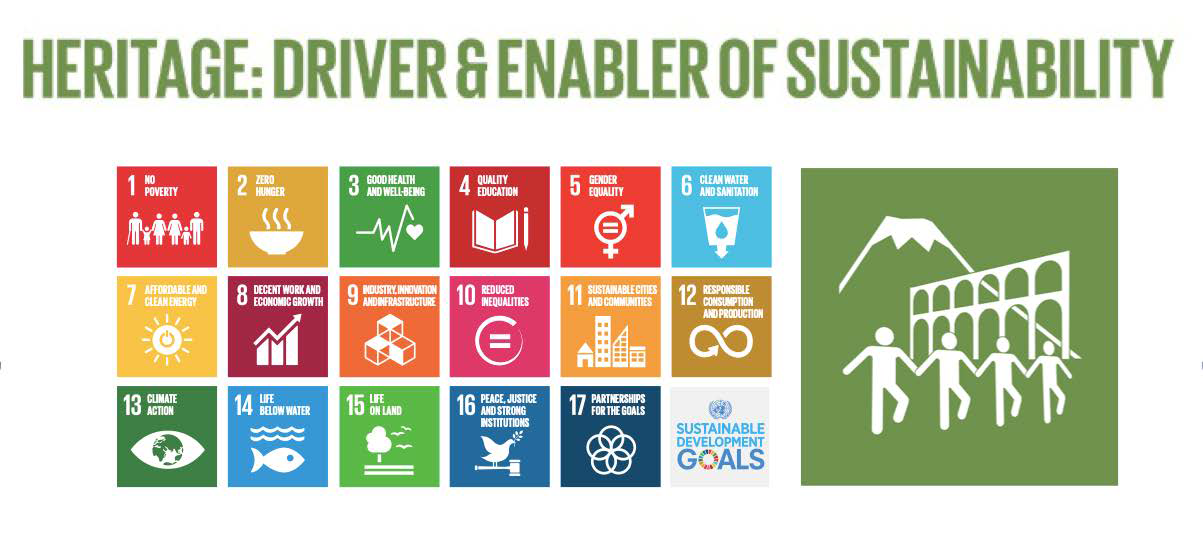 HERITAGE: DRIVER & ENABLER OF SUSTAINABILITY
1 NO
POVERTY
2 ZERO
HUNGER
3 GOOD HEALTH
AND WELL-BEING
4 QUALITY
EDUCATION
5 GENDER
EQUALITY
6 CLEAN WATER
AND SANITATION
7 AFFORDABLE AND
CLEAN ENERGY
8 DECENT WORK AND
ECONOMIC GROWTH
9 INDUSTRY, INNOVATION
AND INFRASTRUCTURE
10 REDUCED
INEQUALITIES
11 SUSTAINABLE CITIES
AND COMMUNITIES
12 RESPONSIBLE
CONSUMPTION
AND PRODUCTION
13 CLIMATE
ACTION
14 LIFE
BELOW WATER
15 LIFE
ON LAND
16 PEACE, JUSTICE
AND STRONG
INSTITUTIONS
17 PARTNERSHIPS
FOR THE GOALS
SUSTAINABLE
DEVELOPMENT
GOALS